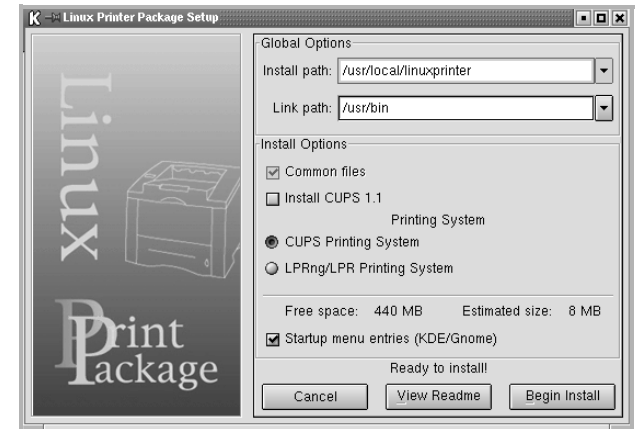 Linux Printer Package Setup
Linux
Print
Package
Global Options
Install path: /usr/local/linuxprinter
Link path: /usr/bin
Install Options
Common files
Install CUPS 1.1
Printing System
CUPS Printing System
LPRng/LPR Printing System
Free space: 440 MB Estimated size: 8 MB
Startup menu entries (KDE/Gnome)
Ready to install!
Cancel View Readme Begin Install